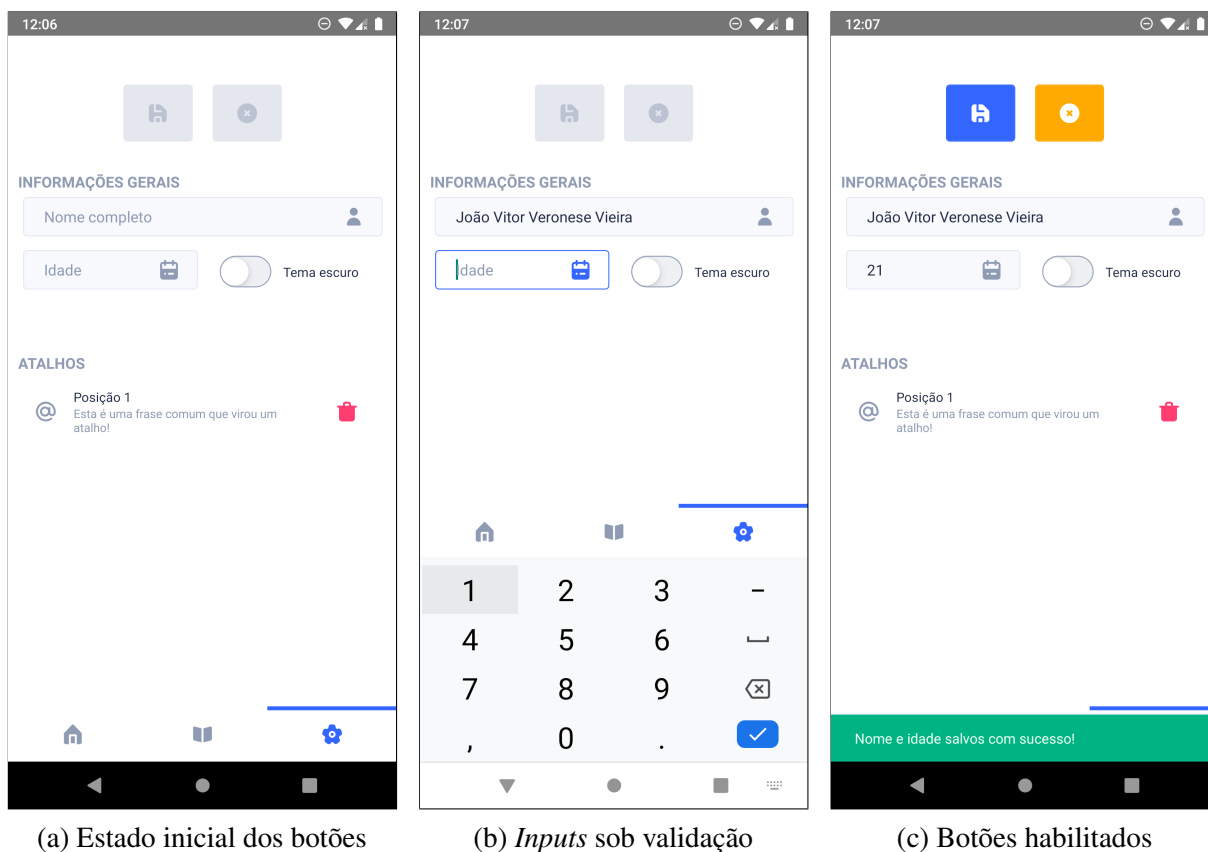 12:06
INFORMAÇÕES GERAIS
Nome completo
Idade
Tema escuro
ATALHOS
Posição 1
Esta é uma frase comum que virou um
atalho!
(a) Estado inicial dos botões
12:07
INFORMAÇÕES GERAIS
João Vitor Veronese Vieira
Idade
Tema escuro
1 2 3 –
4 5 6
7 8 9
, 0 .
(b) Inputs sob validação
12:07
INFORMAÇÕES GERAIS
João Vitor Veronese Vieira
21
Tema escuro
ATALHOS
Posição 1
Esta é uma frase comum que virou um
atalho!
Nome e idade salvos com sucesso!
(c) Botões habilitados